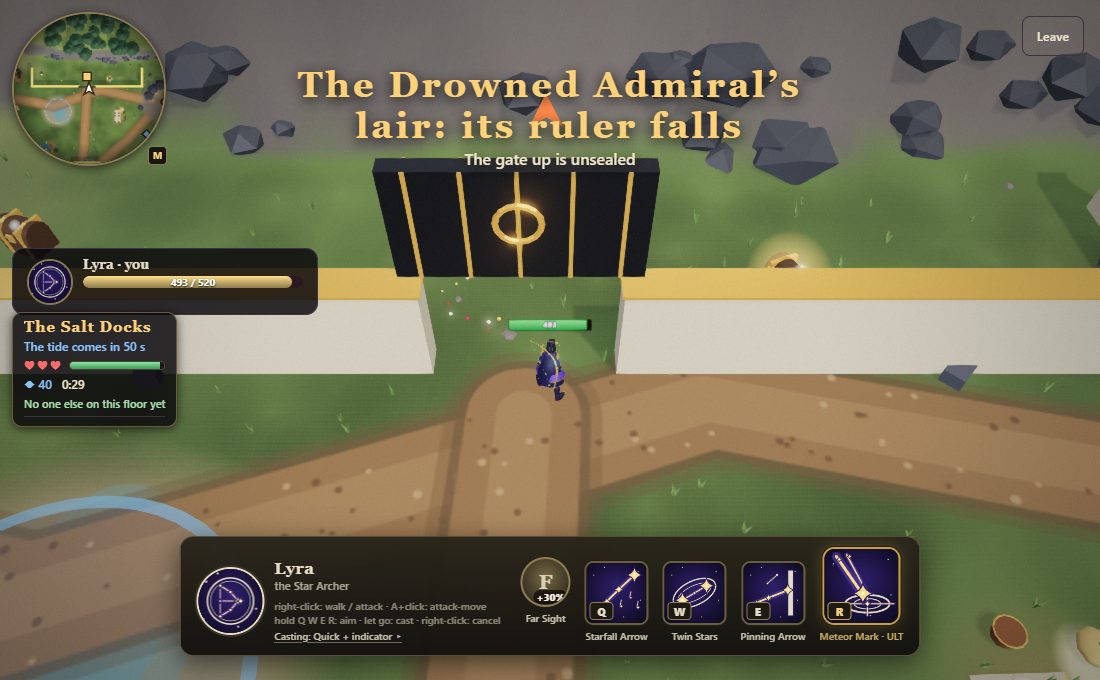 Leave
The Drowned Admiral's
lair: its ruler falls
The gate up is unsealed
M
Lyra · you
493 / 520
The Salt Docks
The tide comes in 50 s
40 0:29
No one else on this floor yet
Lyra
the Star Archer
right-click: walk / attack · A+click: attack-move
hold Q W E R: aim · let go: cast · right-click: cancel
Casting: Quick + indicator
F
+30%
Far Sight
Q
Starfall Arrow
W
Twin Stars
E
Pinning Arrow
R
Meteor Mark · ULT